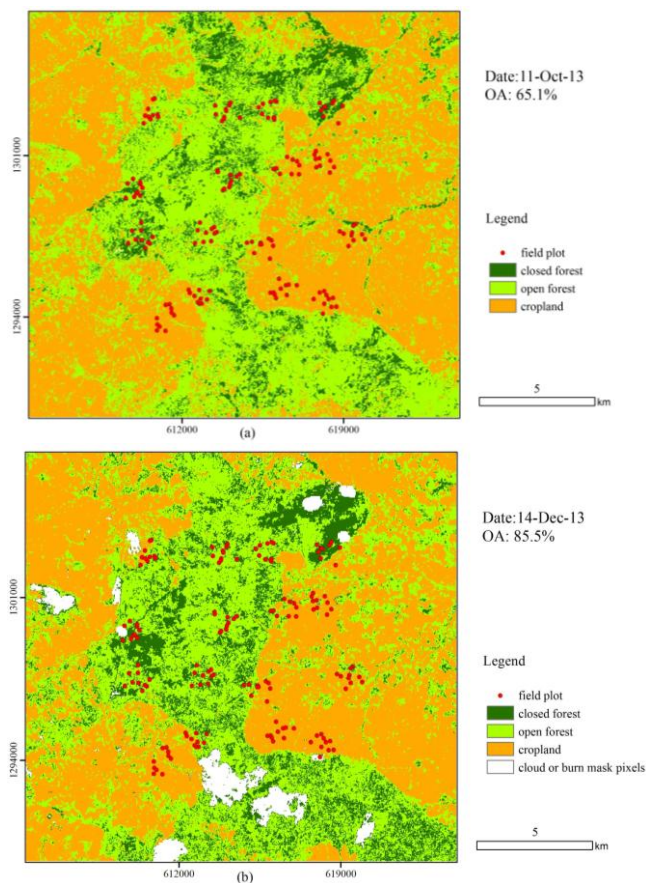 Date:11-Oct-13
OA: 65.1%
1301000
Legend
field plot
closed forest
open forest
cropland
1294000
5
km
612000
619000
(a)
Date:14-Dec-13
OA: 85.5%
1301000
Legend
field plot
closed forest
open forest
cropland
cloud or burn mask pixels
1294000
5
km
612000
619000
(b)